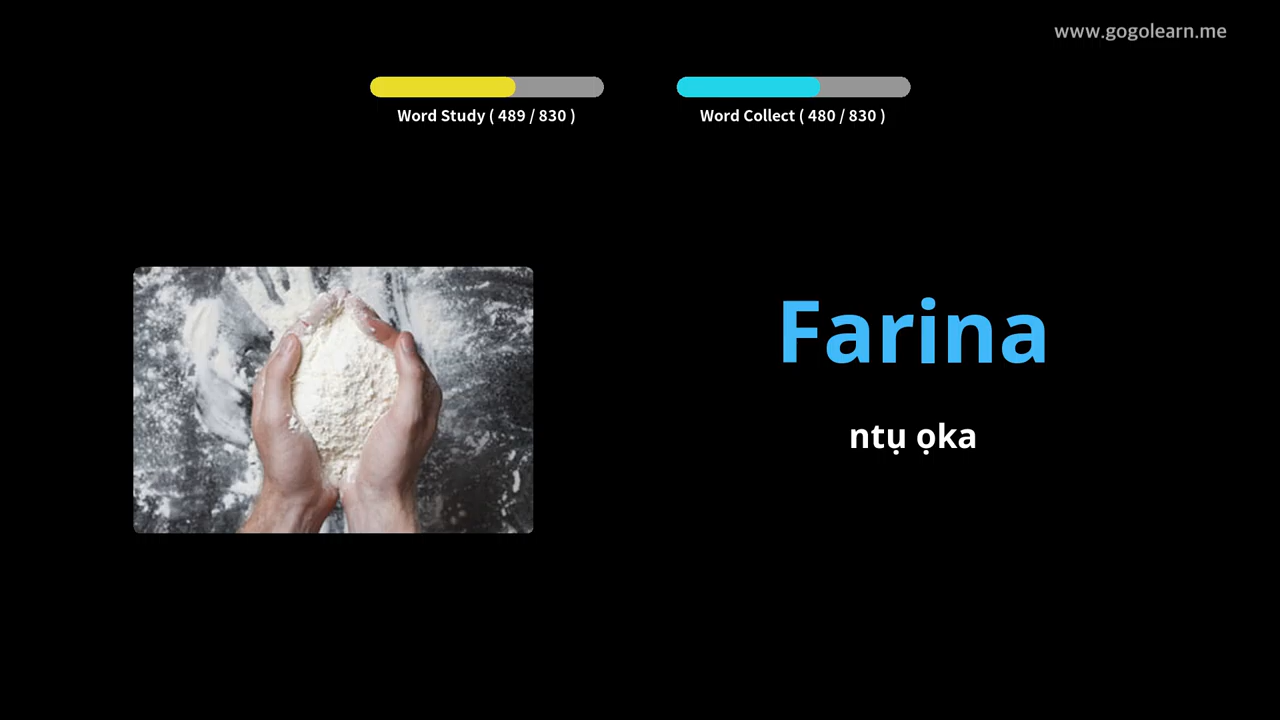 www.gogolearn.me
Word Study ( 489 / 830 )
Word Collect ( 480 / 830 )
Farina
ntụ ọka